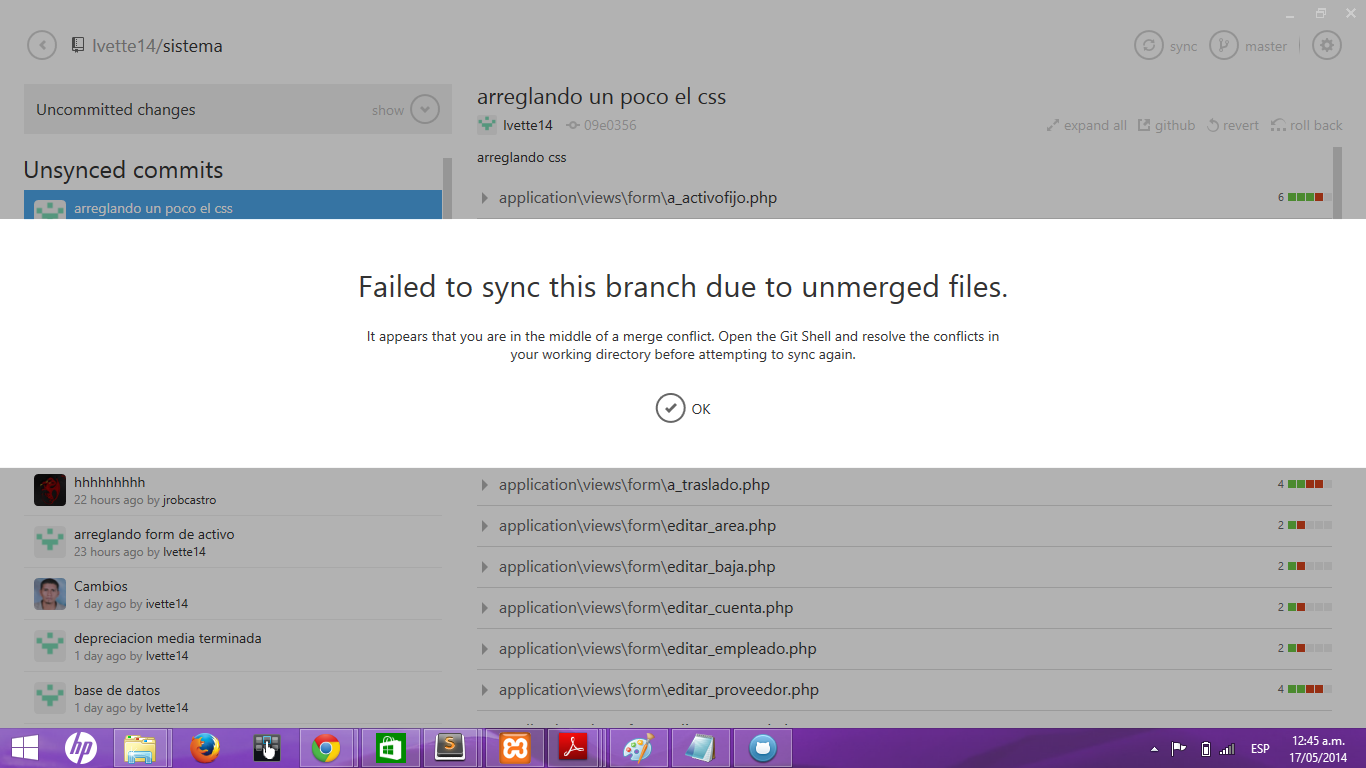 lvette14/sistema
sync
master
Uncommitted changes
show
Unsynced commits
arreglando un poco el css
arreglando un poco el css
lvette14 09e0356
expand all github revert roll back
arreglando css
application\views\form\a_activofijo.php 6
Failed to sync this branch due to unmerged files.
It appears that you are in the middle of a merge conflict. Open the Git Shell and resolve the conflicts in
your working directory before attempting to sync again.
OK
hhhhhhhhh
22 hours ago by jrobcastro
arreglando form de activo
23 hours ago by lvette14
Cambios
1 day ago by ivette14
depreciacion media terminada
1 day ago by lvette14
base de datos
1 day ago by lvette14
application\views\form\a_traslado.php 4
application\views\form\editar_area.php 2
application\views\form\editar_baja.php 2
application\views\form\editar_cuenta.php 2
application\views\form\editar_empleado.php 2
application\views\form\editar_proveedor.php 4
hp
S
ESP
12:45 a.m.
17/05/2014